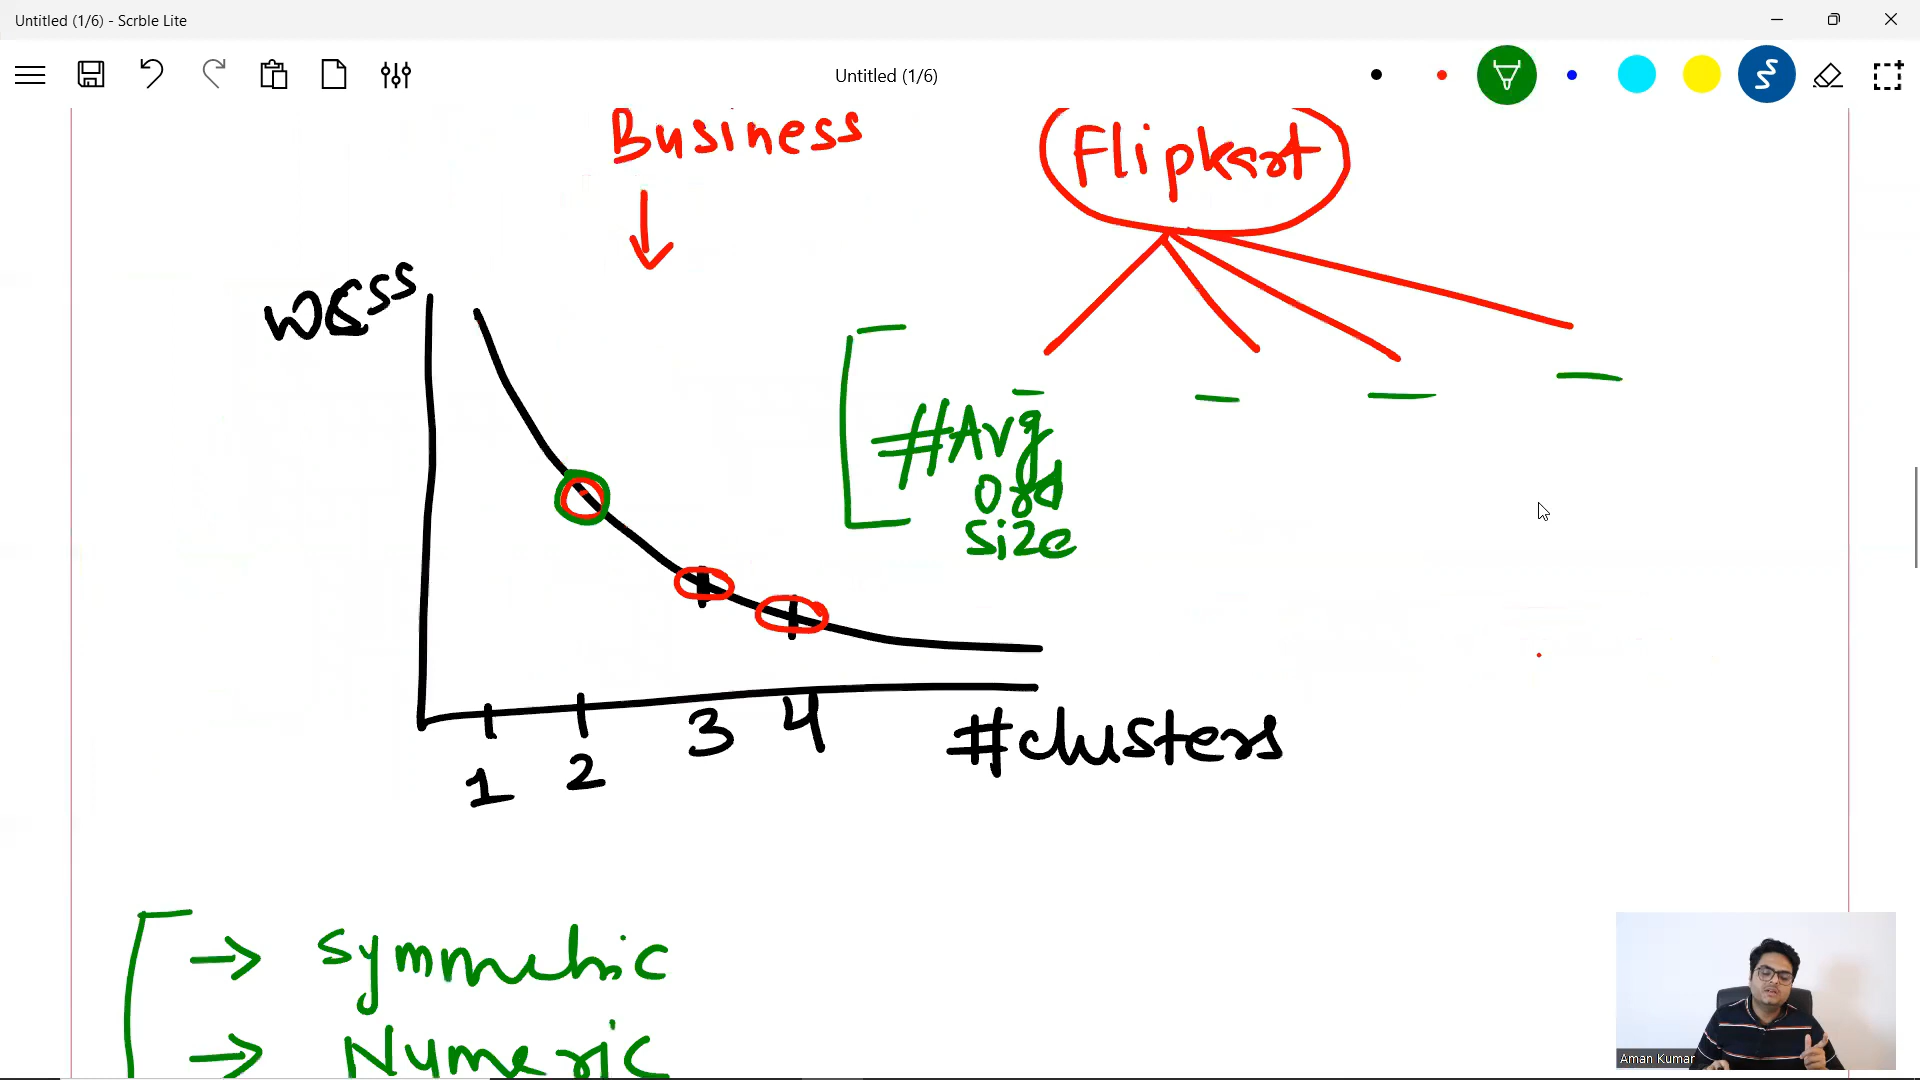 Untitled (1/6) - Scrble Lite
Untitled (1/6)
Business
Flipkart
WCSS
#Avg
Ord
Size
1
2
3
4
#clusters
→ Symmetric
→ Numeric
Aman Kumar